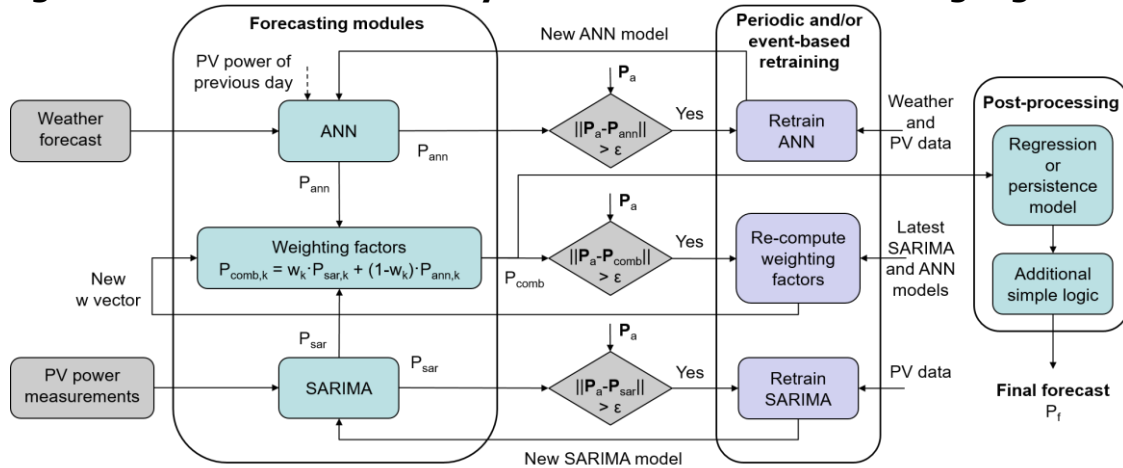 Forecasting modules
Periodic and/or
event-based
retraining
New ANN model
PV power of
previous day
P_a
Post-processing
Weather
forecast
ANN
P_ann
||P_a-P_ann||
> ε
Yes
Retrain
ANN
Weather
and
PV data
Regression
or
persistence
model
P_ann
P_a
Weighting factors
P_comb,k = w_k·P_sar,k + (1-w_k)·P_ann,k
P_comb
||P_a-P_comb||
> ε
Yes
Re-compute
weighting
factors
Latest
SARIMA
and ANN
models
New
w vector
Additional
simple logic
P_sar
P_a
PV power
measurements
SARIMA
P_sar
||P_a-P_sar||
> ε
Yes
Retrain
SARIMA
PV data
Final forecast
P_f
New SARIMA model